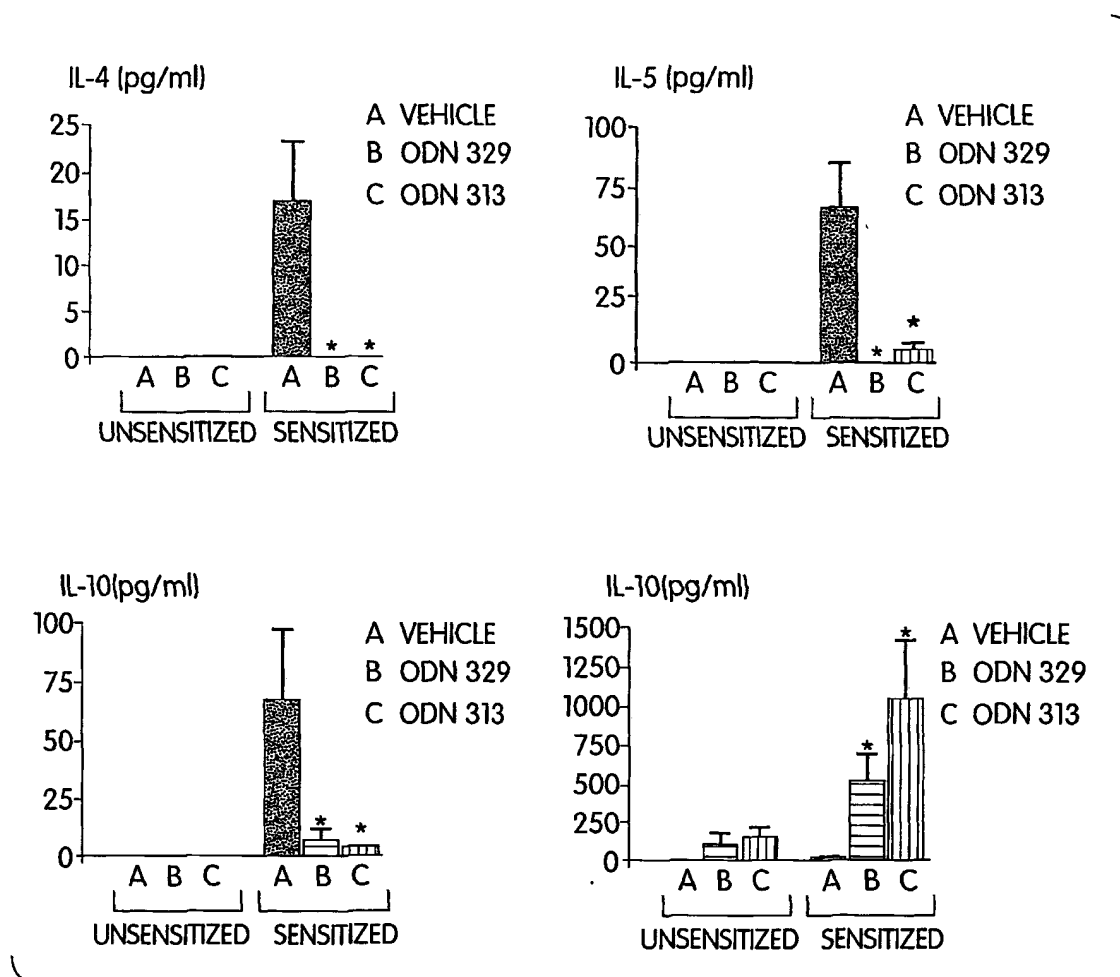 IL-4 (pg/ml)
25
20
15
10
5
0
A VEHICLE
B ODN 329
C ODN 313
* *
A B C A B C
UNSENSITIZED SENSITIZED
IL-5 (pg/ml)
100
75
50
25
0
A VEHICLE
B ODN 329
C ODN 313
* *
A B C A B C
UNSENSITIZED SENSITIZED
IL-10(pg/ml)
100
75
50
25
0
A VEHICLE
B ODN 329
C ODN 313
* *
A B C A B C
UNSENSITIZED SENSITIZED
IL-10(pg/ml)
1500
1250
1000
750
500
250
0
A VEHICLE
B ODN 329
C ODN 313
* *
A B C A B C
UNSENSITIZED SENSITIZED